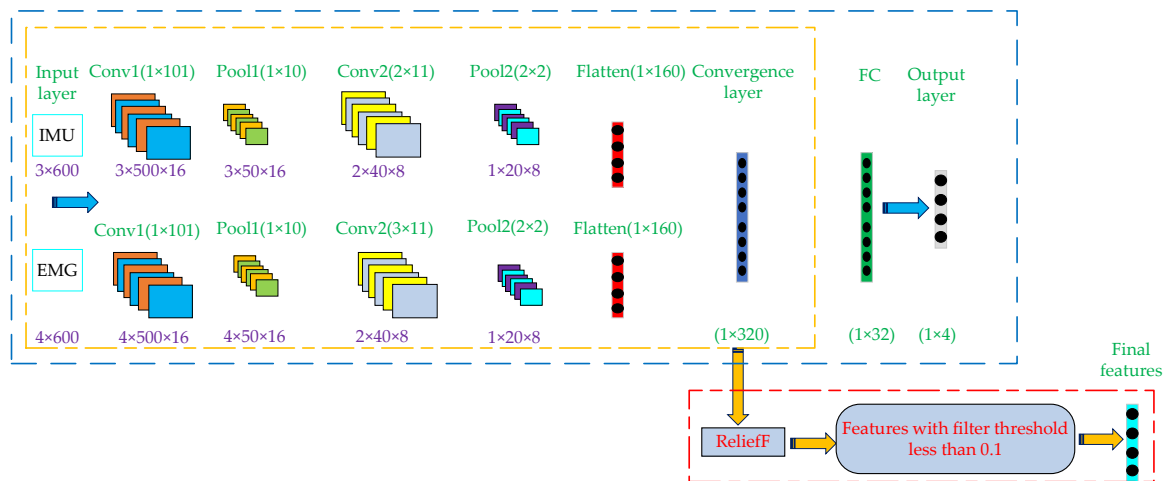 Input
layer
Conv1(1×101)
Pool1(1×10)
Conv2(2×11)
Pool2(2×2)
Flatten(1×160)
Convergence
layer
FC
Output
layer
IMU
3×600
3×500×16
3×50×16
2×40×8
1×20×8
Conv1(1×101)
Pool1(1×10)
Conv2(3×11)
Pool2(2×2)
Flatten(1×160)
EMG
4×600
4×500×16
4×50×16
2×40×8
1×20×8
(1×320)
(1×32)
(1×4)
Final
features
ReliefF
Features with filter threshold
less than 0.1